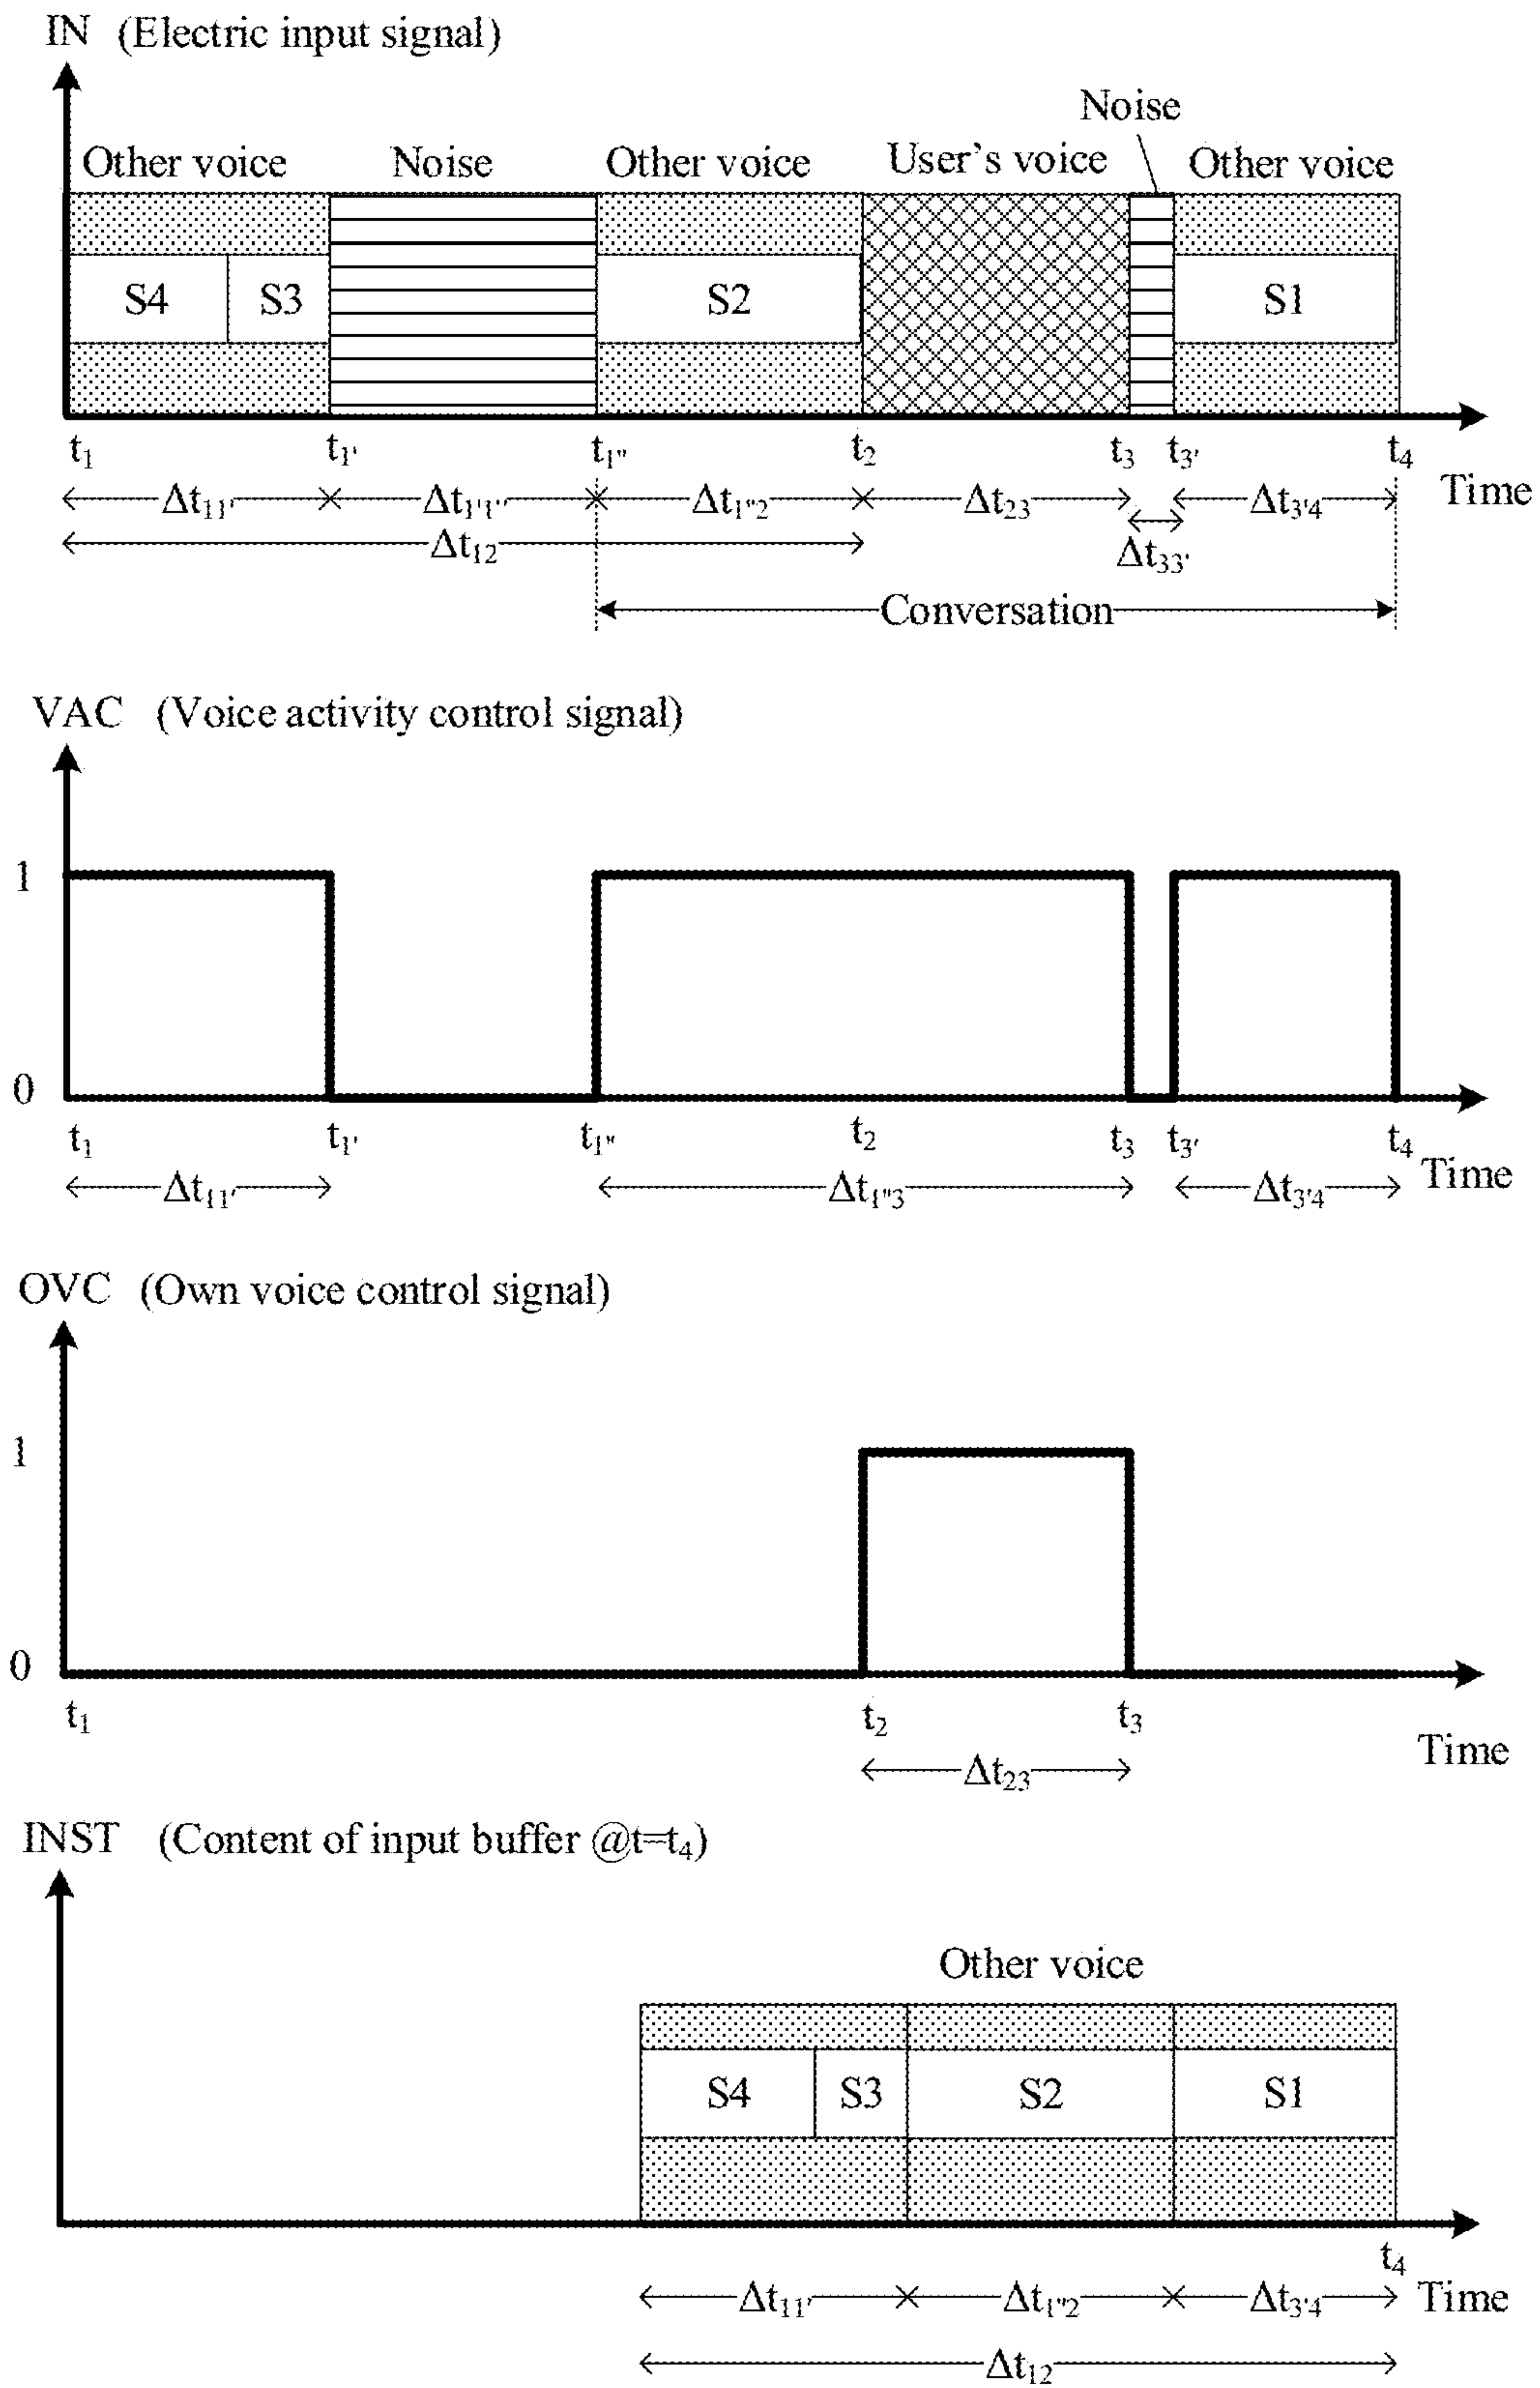 IN (Electric input signal)
Noise
Other voice Noise Other voice User's voice Other voice
S4 S3 S2 S1
t₁ t₁' t₁" t₂ t₃ t₃' t₄
Δt₁₁' Δt₁'₁" Δt₁"₂ Δt₂₃ Δt₃'₄ Time
Δt₁₂ Δt₃₃'
Conversation
VAC (Voice activity control signal)
1
0
t₁ t₁' t₁" t₂ t₃ t₃' t₄
Δt₁₁' Δt₁"₃ Δt₃'₄ Time
OVC (Own voice control signal)
1
0
t₁ t₂ t₃
Time
Δt₂₃
INST (Content of input buffer @t=t₄)
Other voice
S4 S3 S2 S1
t₄
Δt₁₁' Δt₁"₂ Δt₃'₄ Time
Δt₁₂